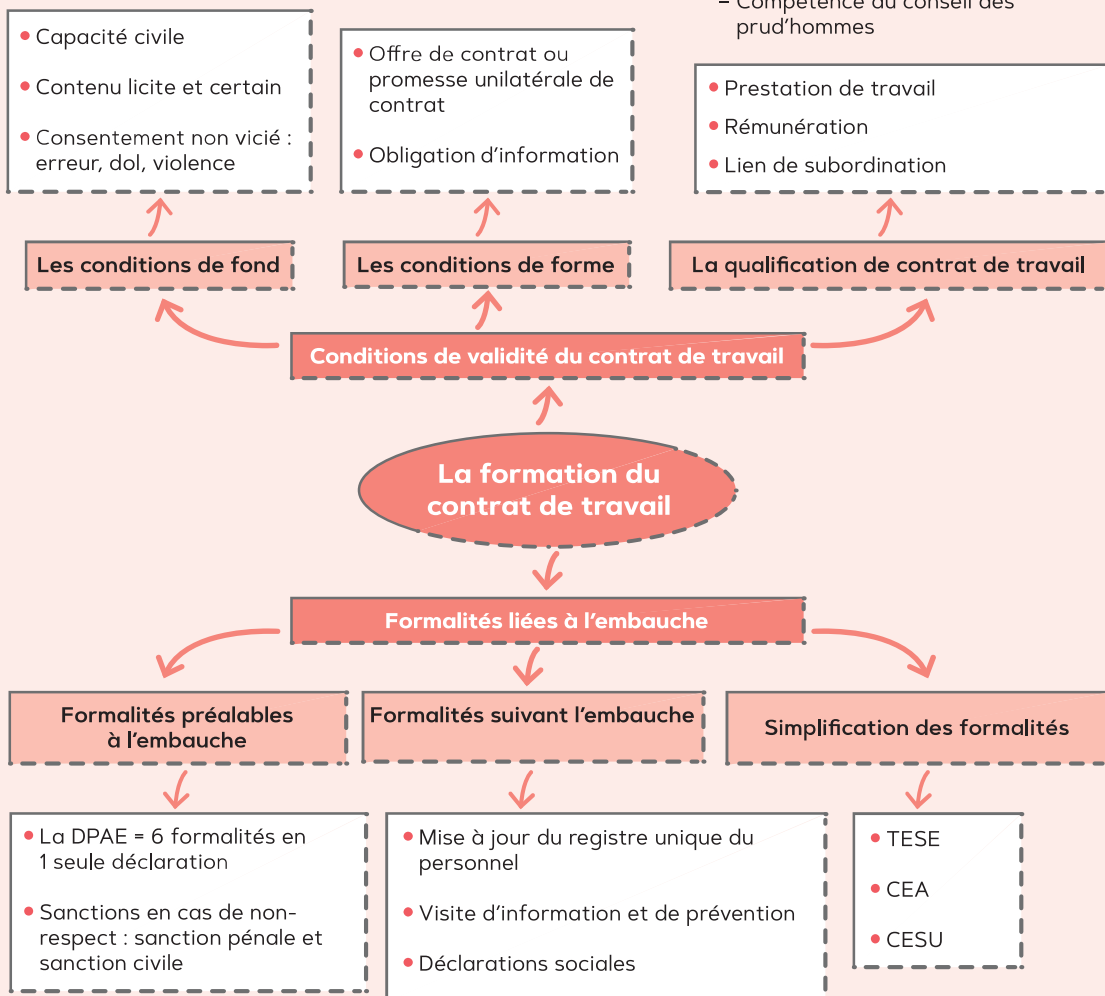 – Compétence du conseil des
prud'hommes
• Capacité civile
• Contenu licite et certain
• Consentement non vicié :
erreur, dol, violence
• Offre de contrat ou
promesse unilatérale de
contrat
• Obligation d'information
• Prestation de travail
• Rémunération
• Lien de subordination
Les conditions de fond
Les conditions de forme
La qualification de contrat de travail
Conditions de validité du contrat de travail
La formation du
contrat de travail
Formalités liées à l'embauche
Formalités préalables
à l'embauche
Formalités suivant l'embauche
Simplification des formalités
• La DPAE = 6 formalités en
1 seule déclaration
• Sanctions en cas de non-
respect : sanction pénale et
sanction civile
• Mise à jour du registre unique du
personnel
• Visite d'information et de prévention
• Déclarations sociales
• TESE
• CEA
• CESU